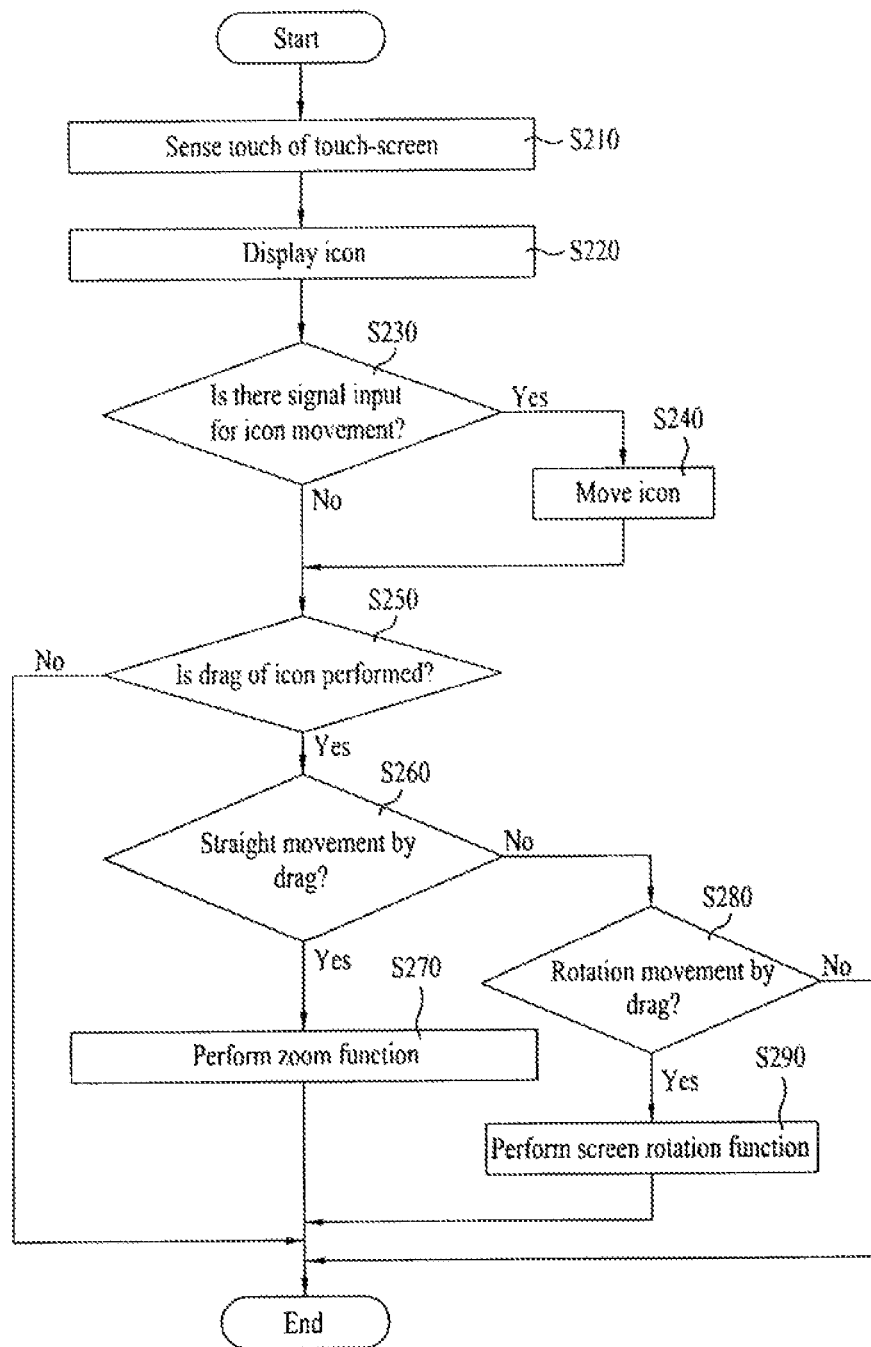 Start
Sense touch of touch-screen
S210
Display icon
S220
S230
Is there signal input
for icon movement?
Yes
S240
Move icon
No
S250
No
Is drag of icon performed?
Yes
S260
Straight movement by
drag?
No
S280
Yes
Rotation movement by
drag?
No
S270
Perform zoom function
Yes
S290
Perform screen rotation function
End